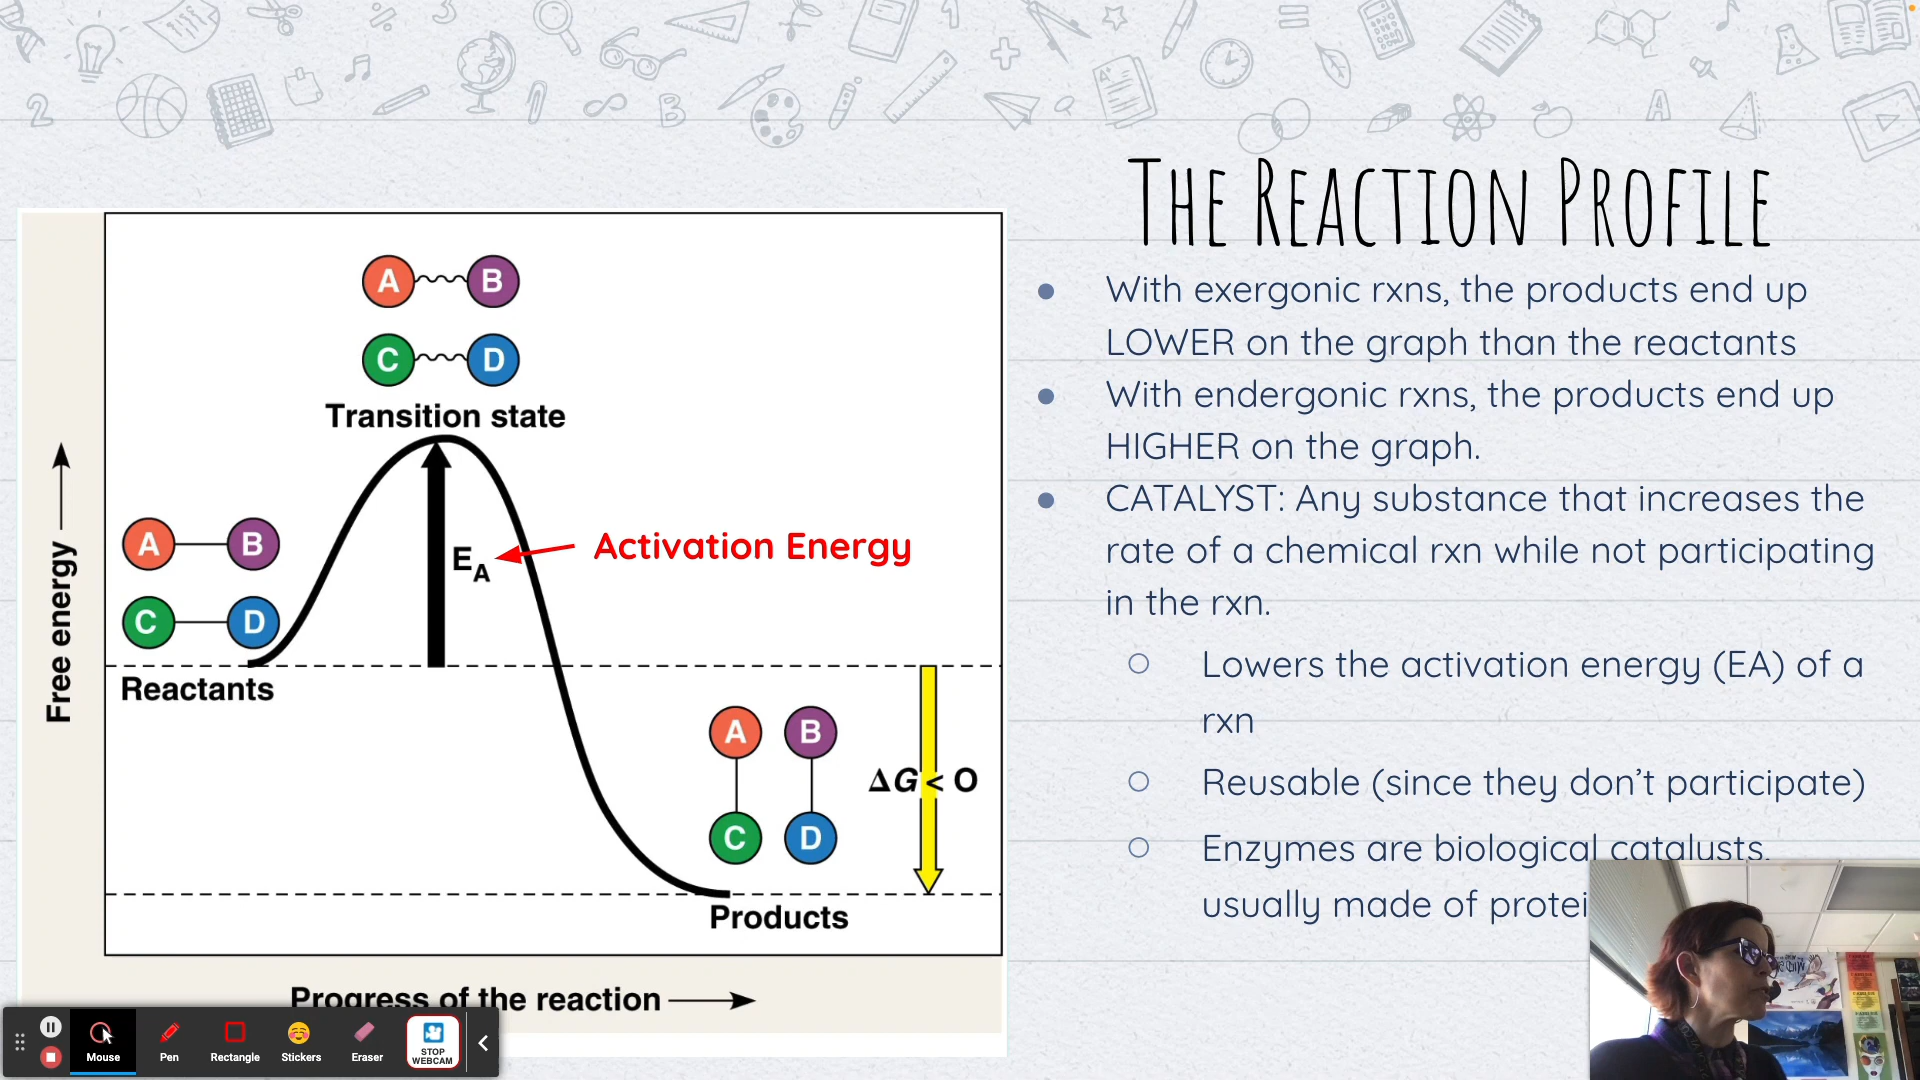 The Reaction Profile
A B
C D
Transition state
A B
C D
Reactants
EA
Activation Energy
A B
C D
ΔG < 0
Products
Free energy
Progress of the reaction
With exergonic rxns, the products end up
LOWER on the graph than the reactants
With endergonic rxns, the products end up
HIGHER on the graph.
CATALYST: Any substance that increases the
rate of a chemical rxn while not participating
in the rxn.
Lowers the activation energy (EA) of a
rxn
Reusable (since they don’t participate)
Enzymes are biological catalysts,
usually made of
Mouse
Pen
Rectangle
Stickers
Eraser
STOP
WEBCAM